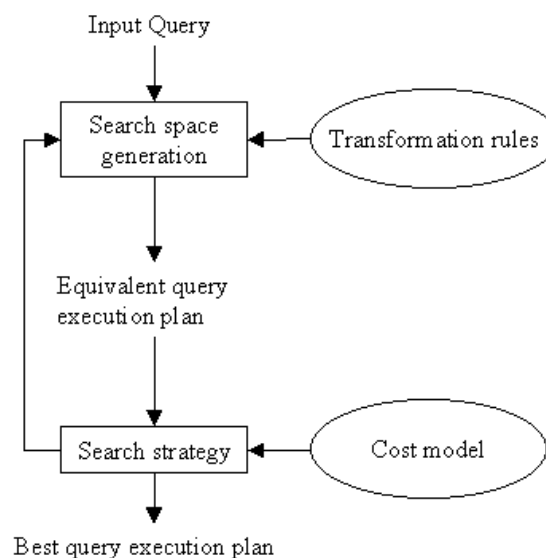 Input Query
Search space
generation
Transformation rules
Equivalent query
execution plan
Search strategy
Cost model
Best query execution plan